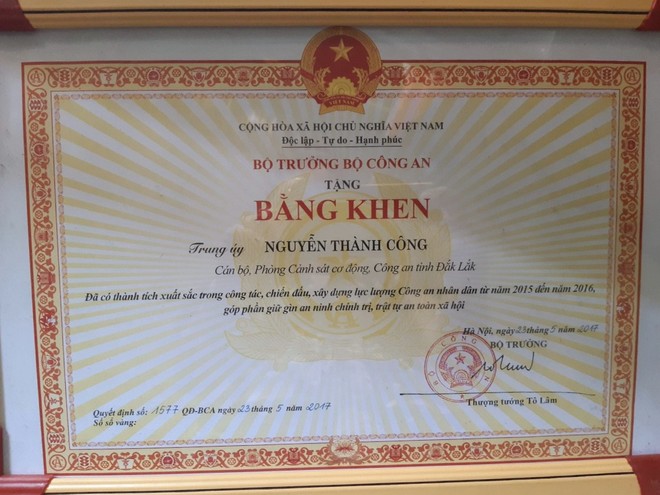 VIỆT NAM
CỘNG HÒA XÃ HỘI CHỦ NGHĨA VIỆT NAM
Độc lập - Tự do - Hạnh phúc
BỘ TRƯỞNG BỘ CÔNG AN
TẶNG
BẰNG KHEN
Trung úy NGUYỄN THÀNH CÔNG
Cán bộ, Phòng Cảnh sát cơ động, Công an tỉnh Đắk Lắk
Đã có thành tích xuất sắc trong công tác, chiến đấu, xây dựng lực lượng Công an nhân dân từ năm 2015 đến năm 2016,
góp phần giữ gìn an ninh chính trị, trật tự an toàn xã hội
Hà Nội, ngày 23 tháng 5 năm 2017
BỘ TRƯỞNG
BỘ CÔNG AN
Thượng tướng Tô Lâm
Quyết định số: 1577 QĐ-BCA ngày 23 tháng 5 năm 2017
Số sổ vàng: